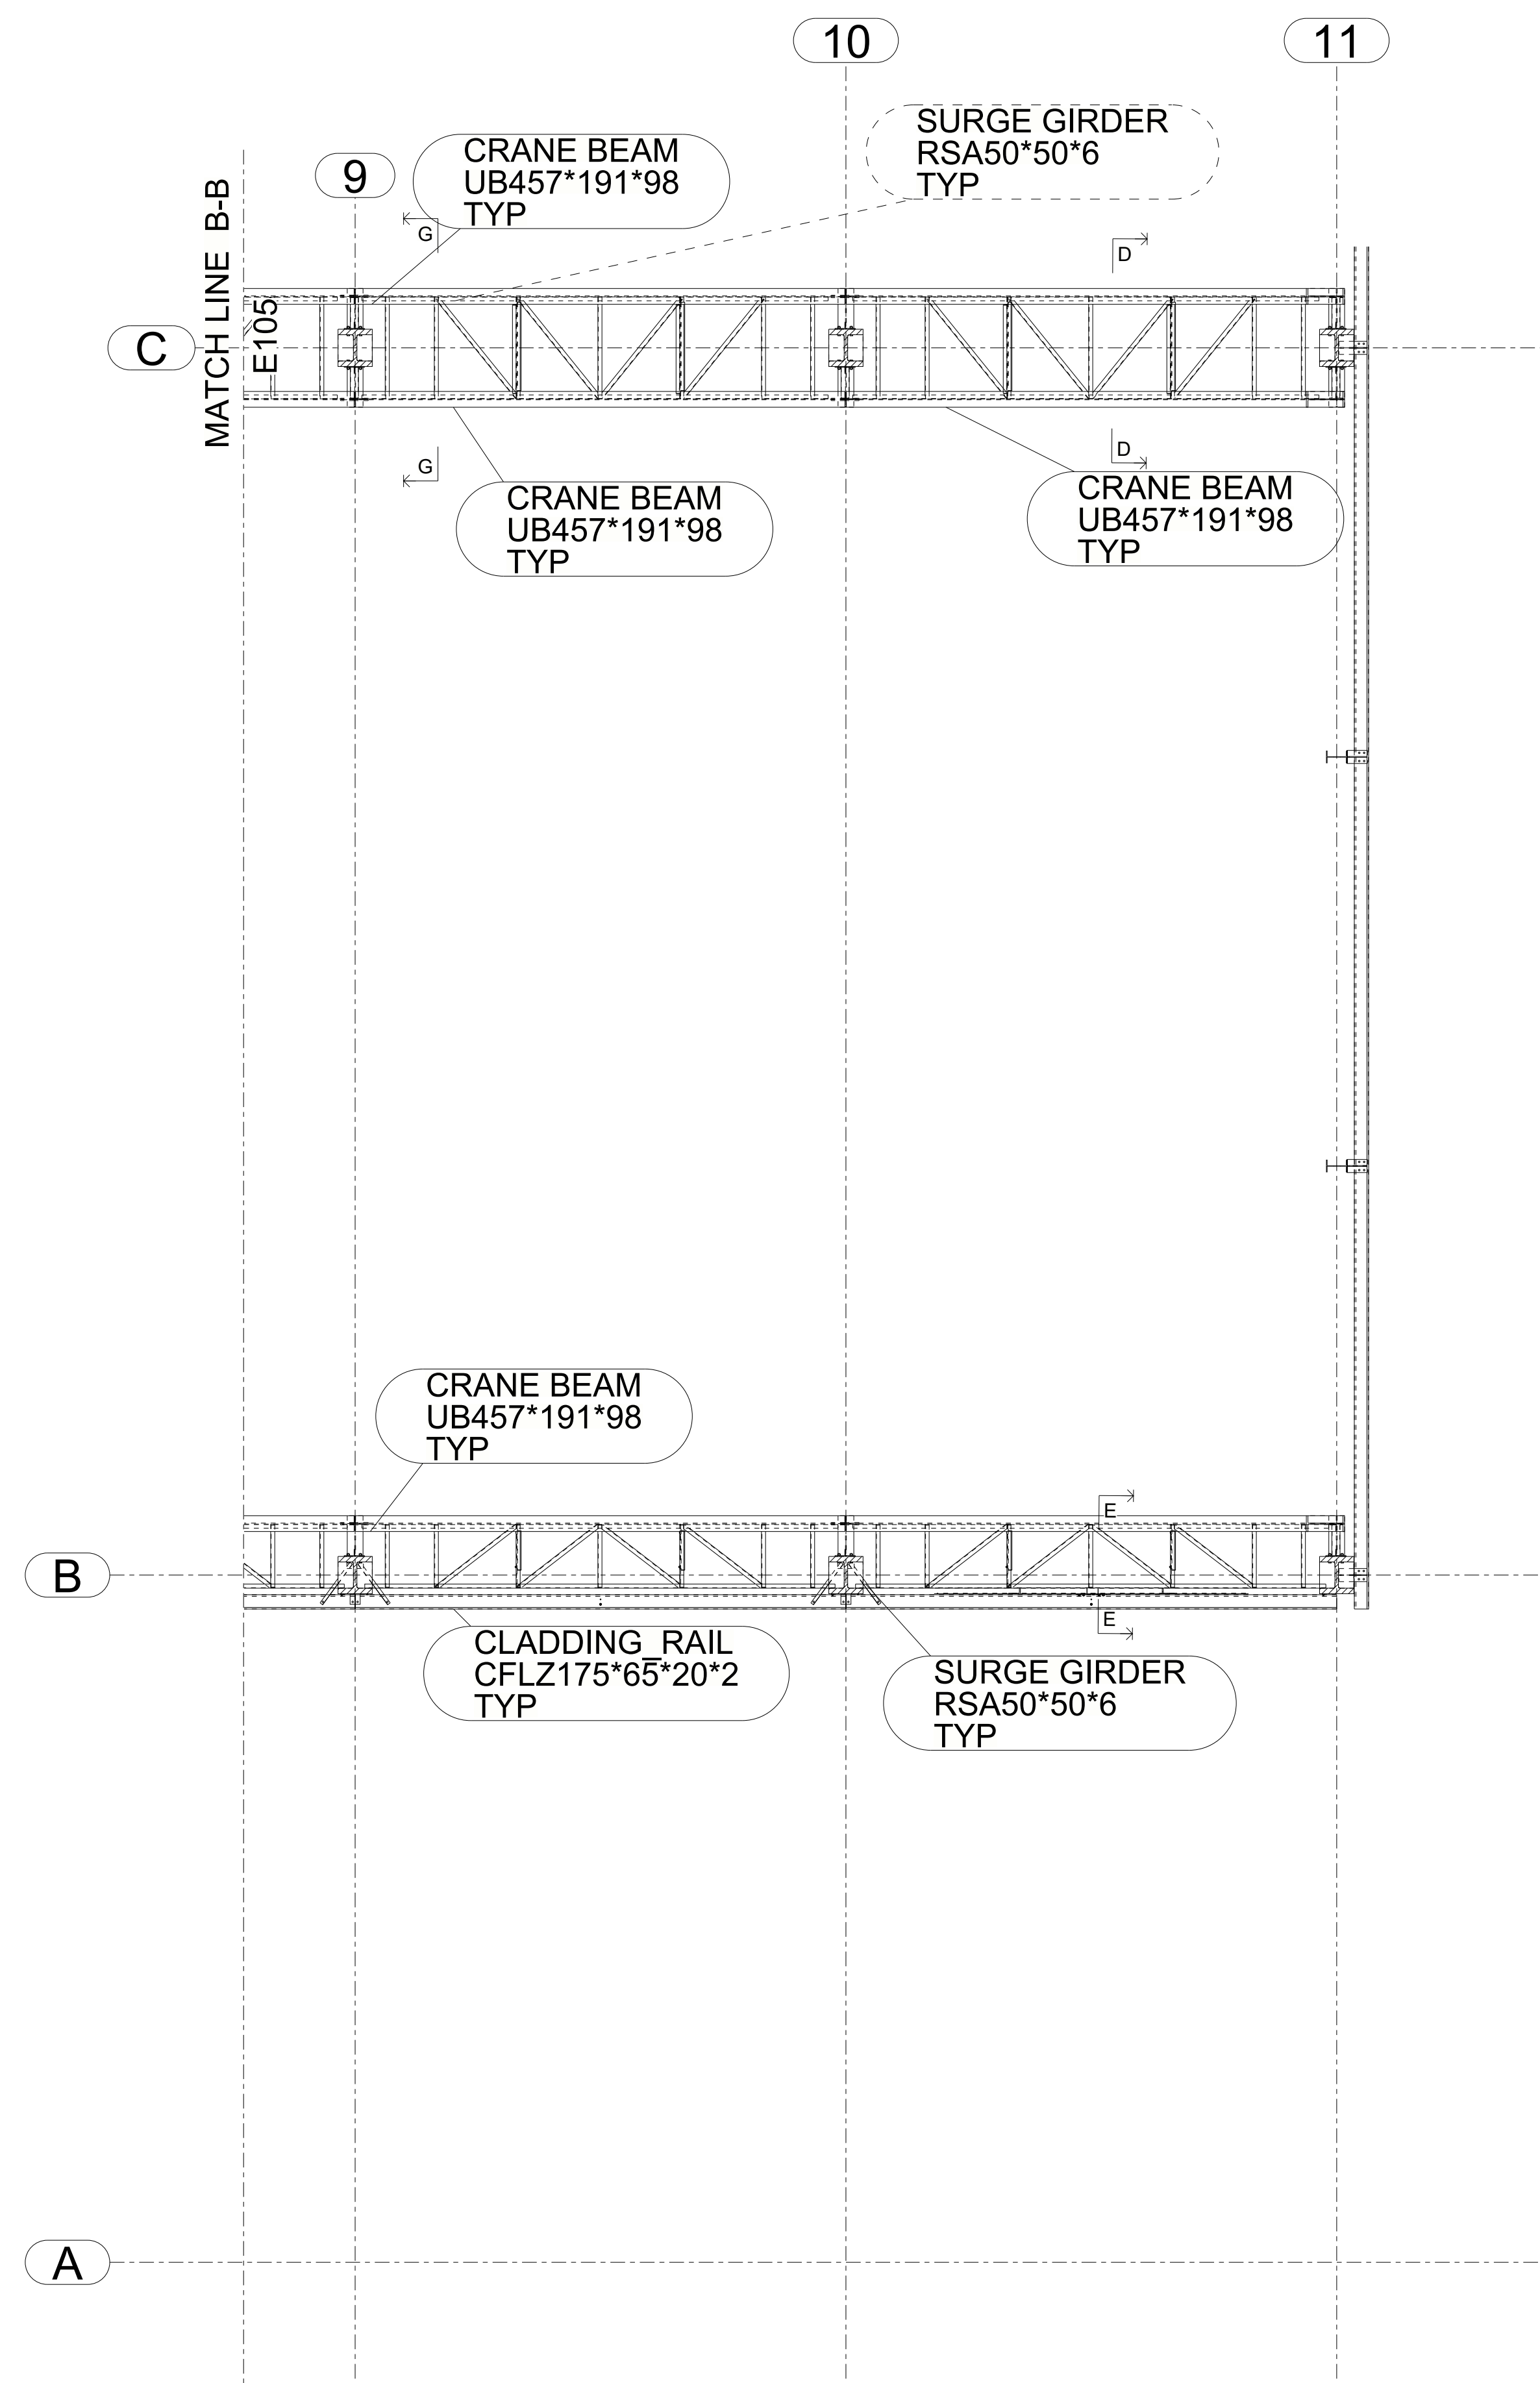 10
11
SURGE GIRDER
RSA50*50*6
TYP
CRANE BEAM
UB457*191*98
TYP
9
MATCH LINE B-B
E105
G
D
C
G
D
CRANE BEAM
UB457*191*98
TYP
CRANE BEAM
UB457*191*98
TYP
CRANE BEAM
UB457*191*98
TYP
E
B
E
CLADDING_RAIL
CFLZ175*65*20*2
TYP
SURGE GIRDER
RSA50*50*6
TYP
A